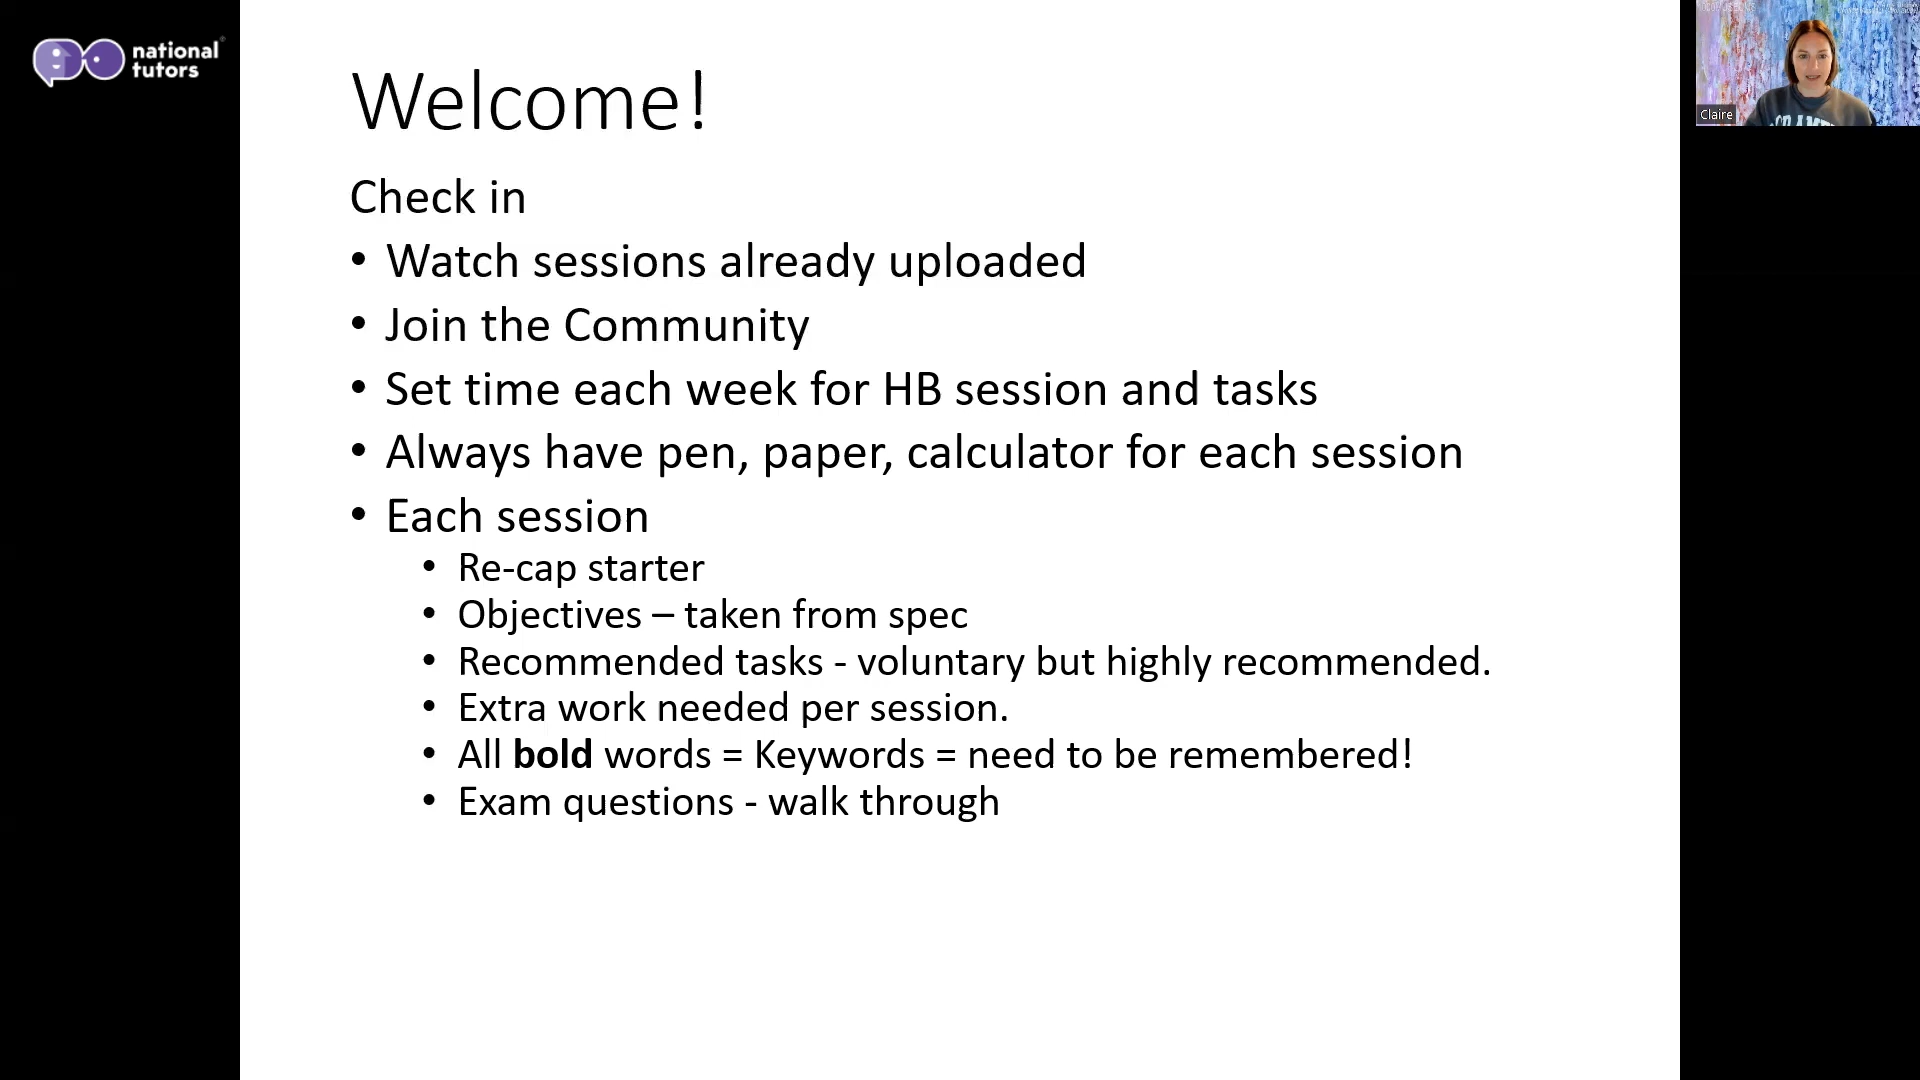 national
tutors
Welcome!
Check in
• Watch sessions already uploaded
• Join the Community
• Set time each week for HB session and tasks
• Always have pen, paper, calculator for each session
• Each session
• Re-cap starter
• Objectives – taken from spec
• Recommended tasks - voluntary but highly recommended.
• Extra work needed per session.
• All bold words = Keywords = need to be remembered!
• Exam questions - walk through
Claire